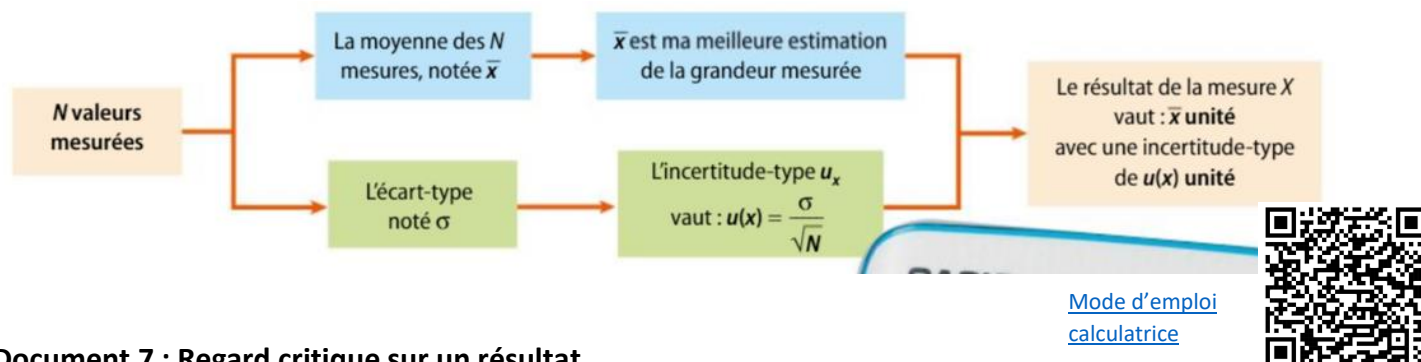 N valeurs
mesurées
La moyenne des N
mesures, notée x̄
x̄ est ma meilleure estimation
de la grandeur mesurée
L'écart-type
noté σ
L'incertitude-type uₓ
vaut : u(x) = σ/√N
Le résultat de la mesure X
vaut : x̄ unité
avec une incertitude-type
de u(x) unité
Mode d'emploi
calculatrice
Document 7 : Regard critique sur un résultat